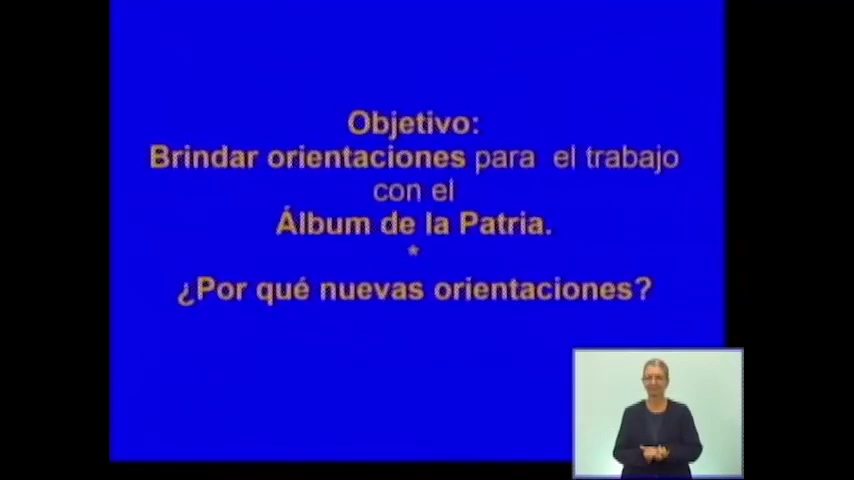 Objetivo:
Brindar orientaciones para el trabajo
con el
Álbum de la Patria.
*
¿Por qué nuevas orientaciones?